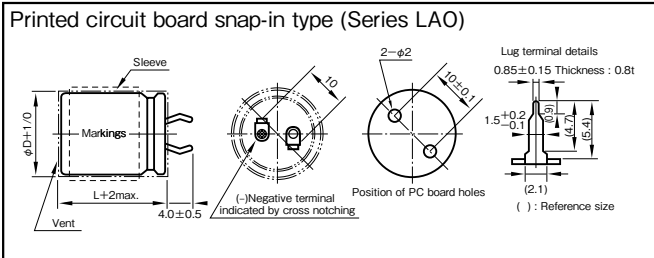 Printed circuit board snap-in type (Series LAO)
Sleeve
Markings
φD+1/0
L+2max.
4.0±0.5
Vent
10
(-)Negative terminal
indicated by cross notching
2-φ2
10±0.1
Position of PC board holes
Lug terminal details
0.85±0.15 Thickness : 0.8t
1.5+0.2
-0.1
(0.9)
(4.7)
(5.4)
(2.1)
( ) : Reference size